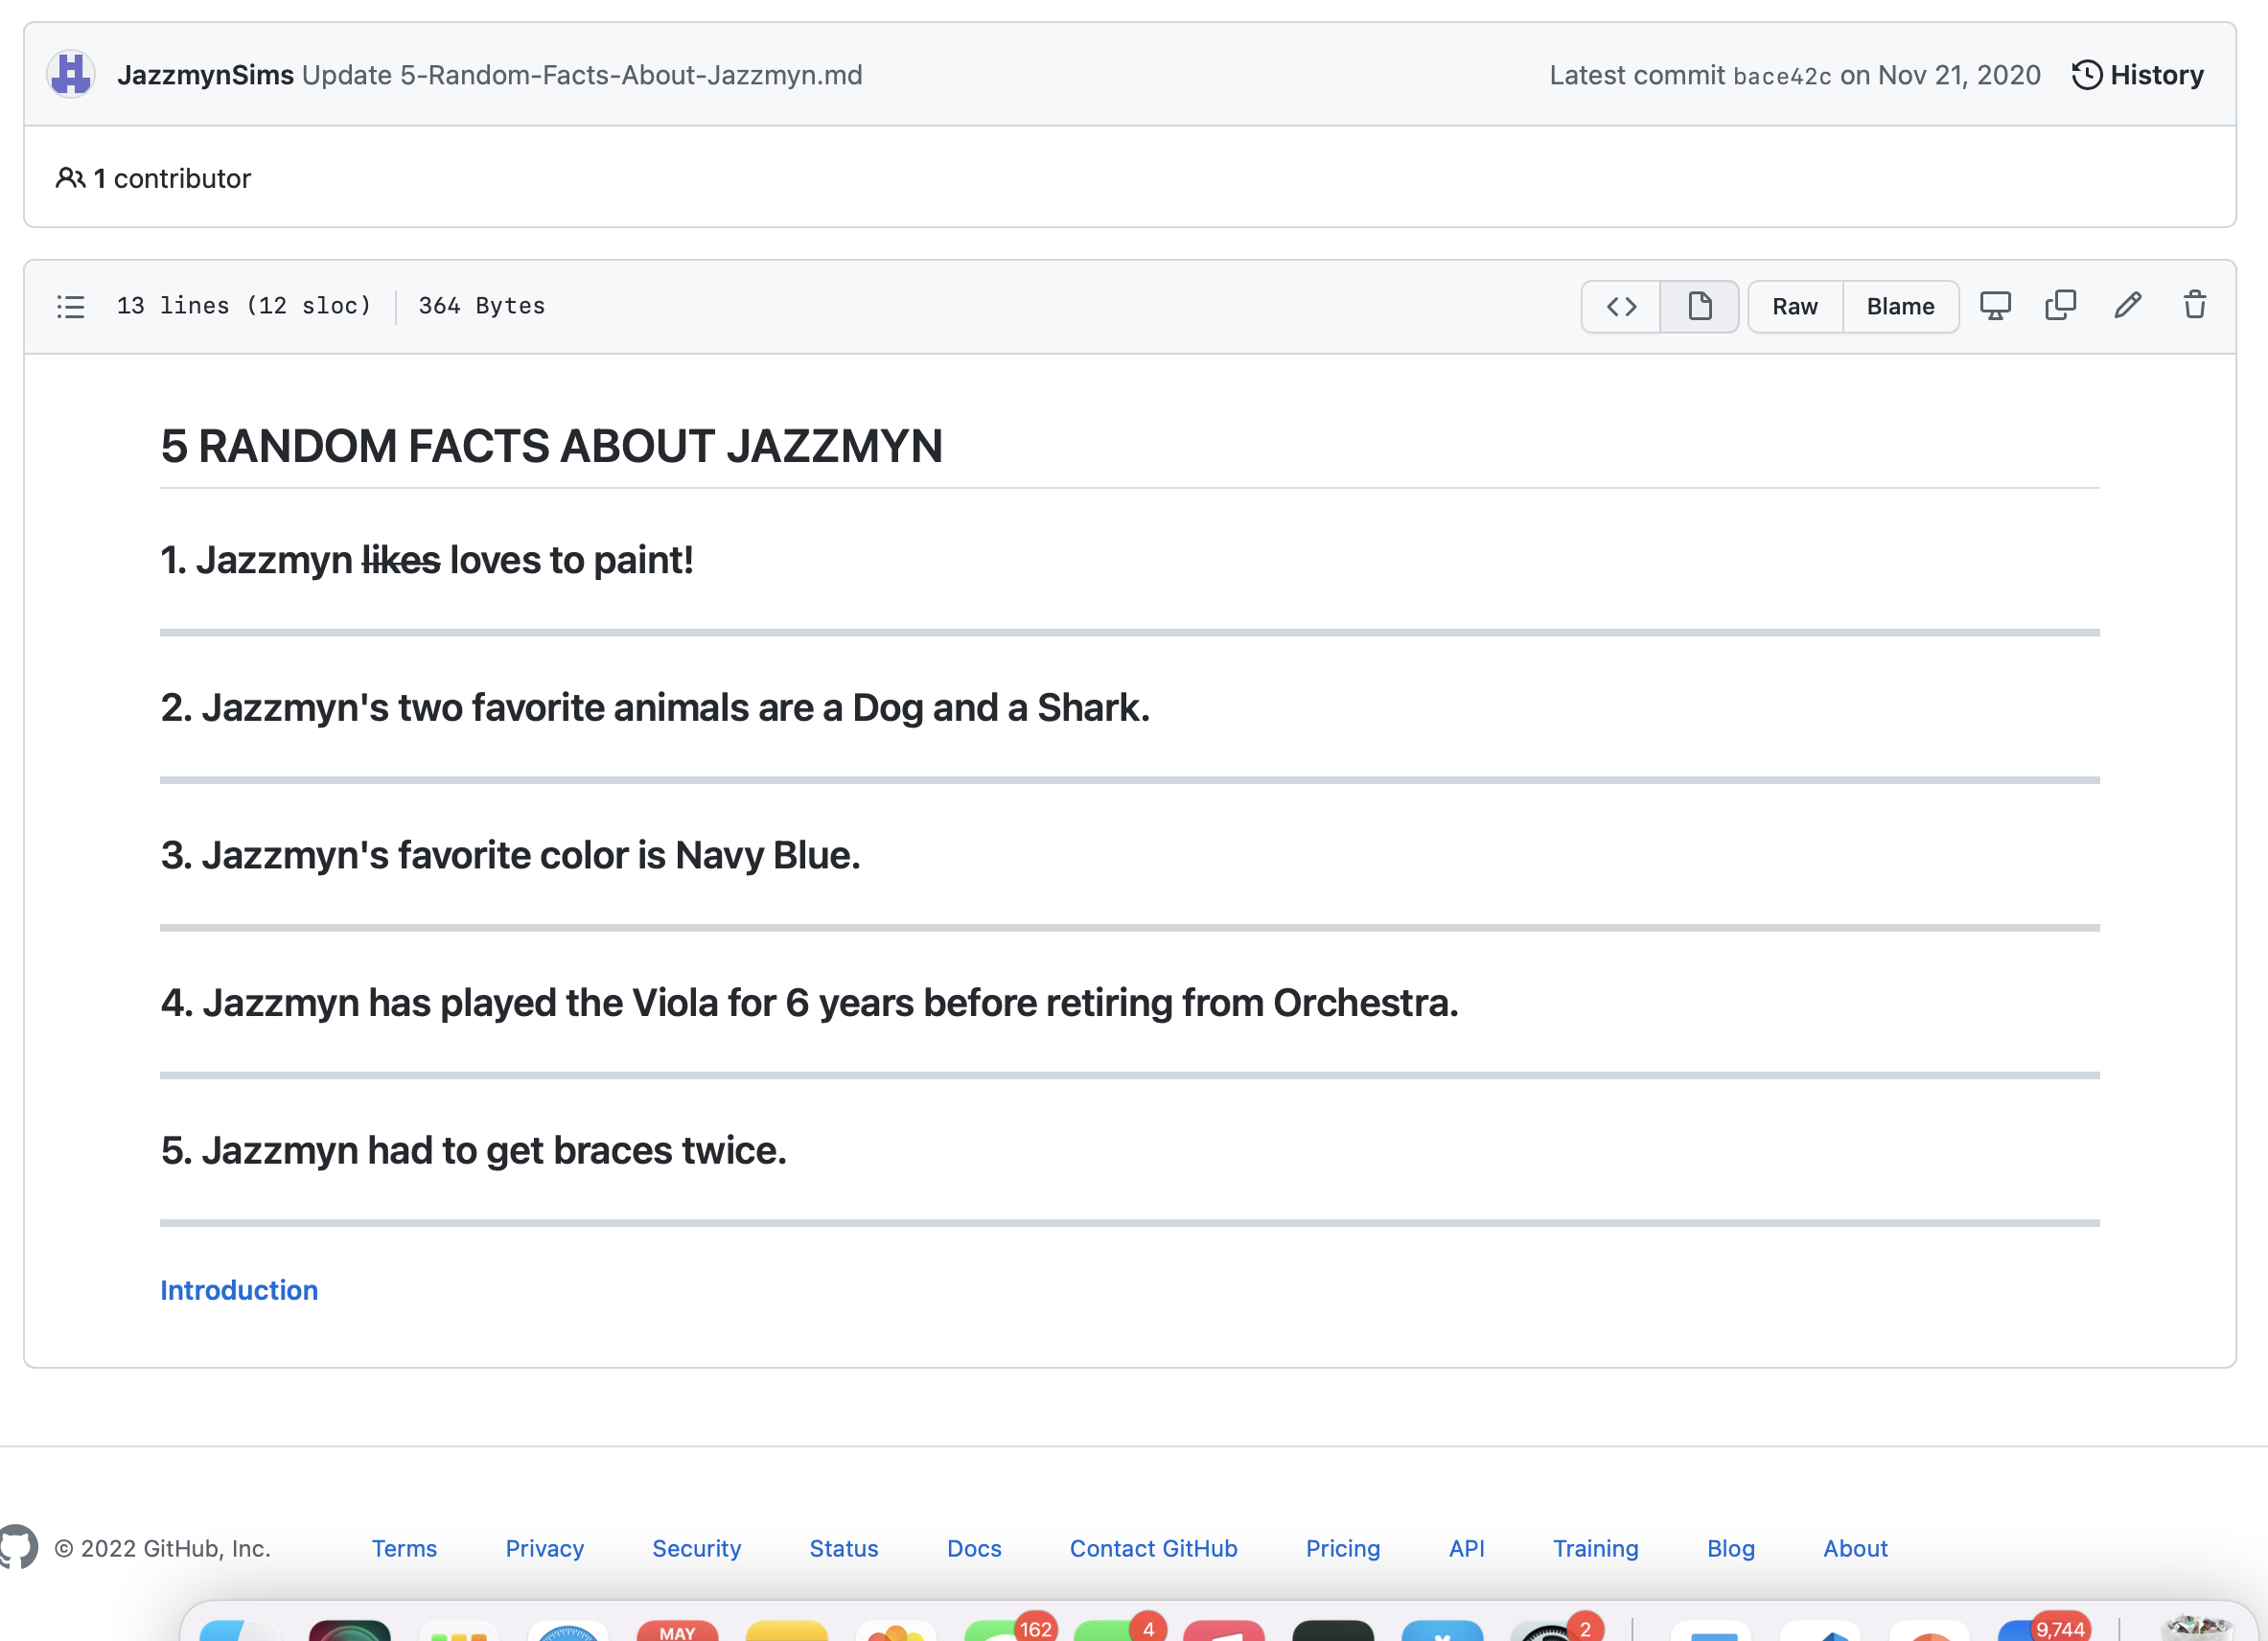 JazzmynSims Update 5-Random-Facts-About-Jazzmyn.md Latest commit bace42c on Nov 21, 2020 History
1 contributor
13 lines (12 sloc) 364 Bytes Raw Blame
5 RANDOM FACTS ABOUT JAZZMYN
1. Jazzmyn likes loves to paint!
2. Jazzmyn's two favorite animals are a Dog and a Shark.
3. Jazzmyn's favorite color is Navy Blue.
4. Jazzmyn has played the Viola for 6 years before retiring from Orchestra.
5. Jazzmyn had to get braces twice.
Introduction
© 2022 GitHub, Inc. Terms Privacy Security Status Docs Contact GitHub Pricing API Training Blog About
MAY 162 4 2 9,744